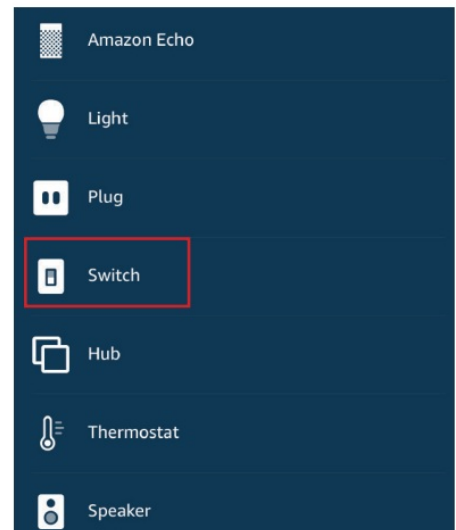 Amazon Echo
Light
Plug
Switch
Hub
Thermostat
Speaker